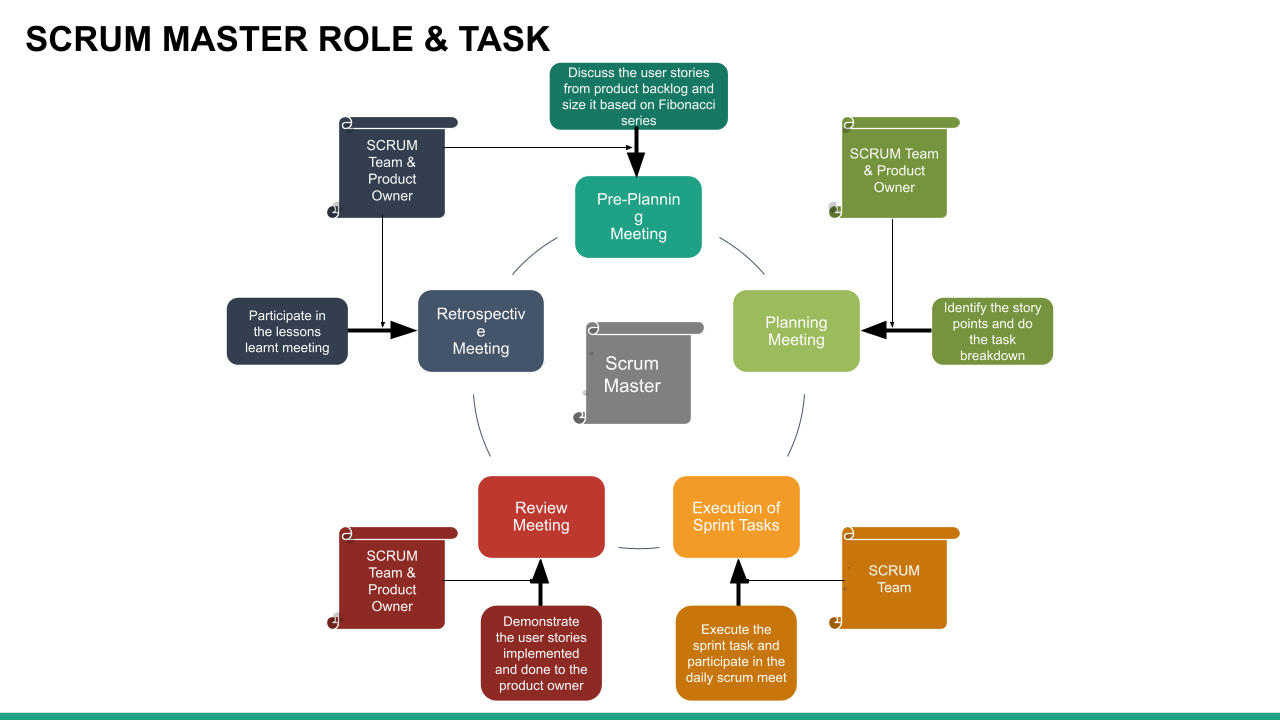 SCRUM MASTER ROLE & TASK
Discuss the user stories
from product backlog and
size it based on Fibonacci
series
SCRUM
Team &
Product
Owner
SCRUM Team
& Product
Owner
Pre-Plannin
g
Meeting
Participate in
the lessons
learnt meeting
Retrospectiv
e
Meeting
Scrum
Master
Planning
Meeting
Identify the story
points and do
the task
breakdown
Review
Meeting
Execution of
Sprint Tasks
SCRUM
Team &
Product
Owner
SCRUM
Team
Demonstrate
the user stories
implemented
and done to the
product owner
Execute the
sprint task and
participate in the
daily scrum meet